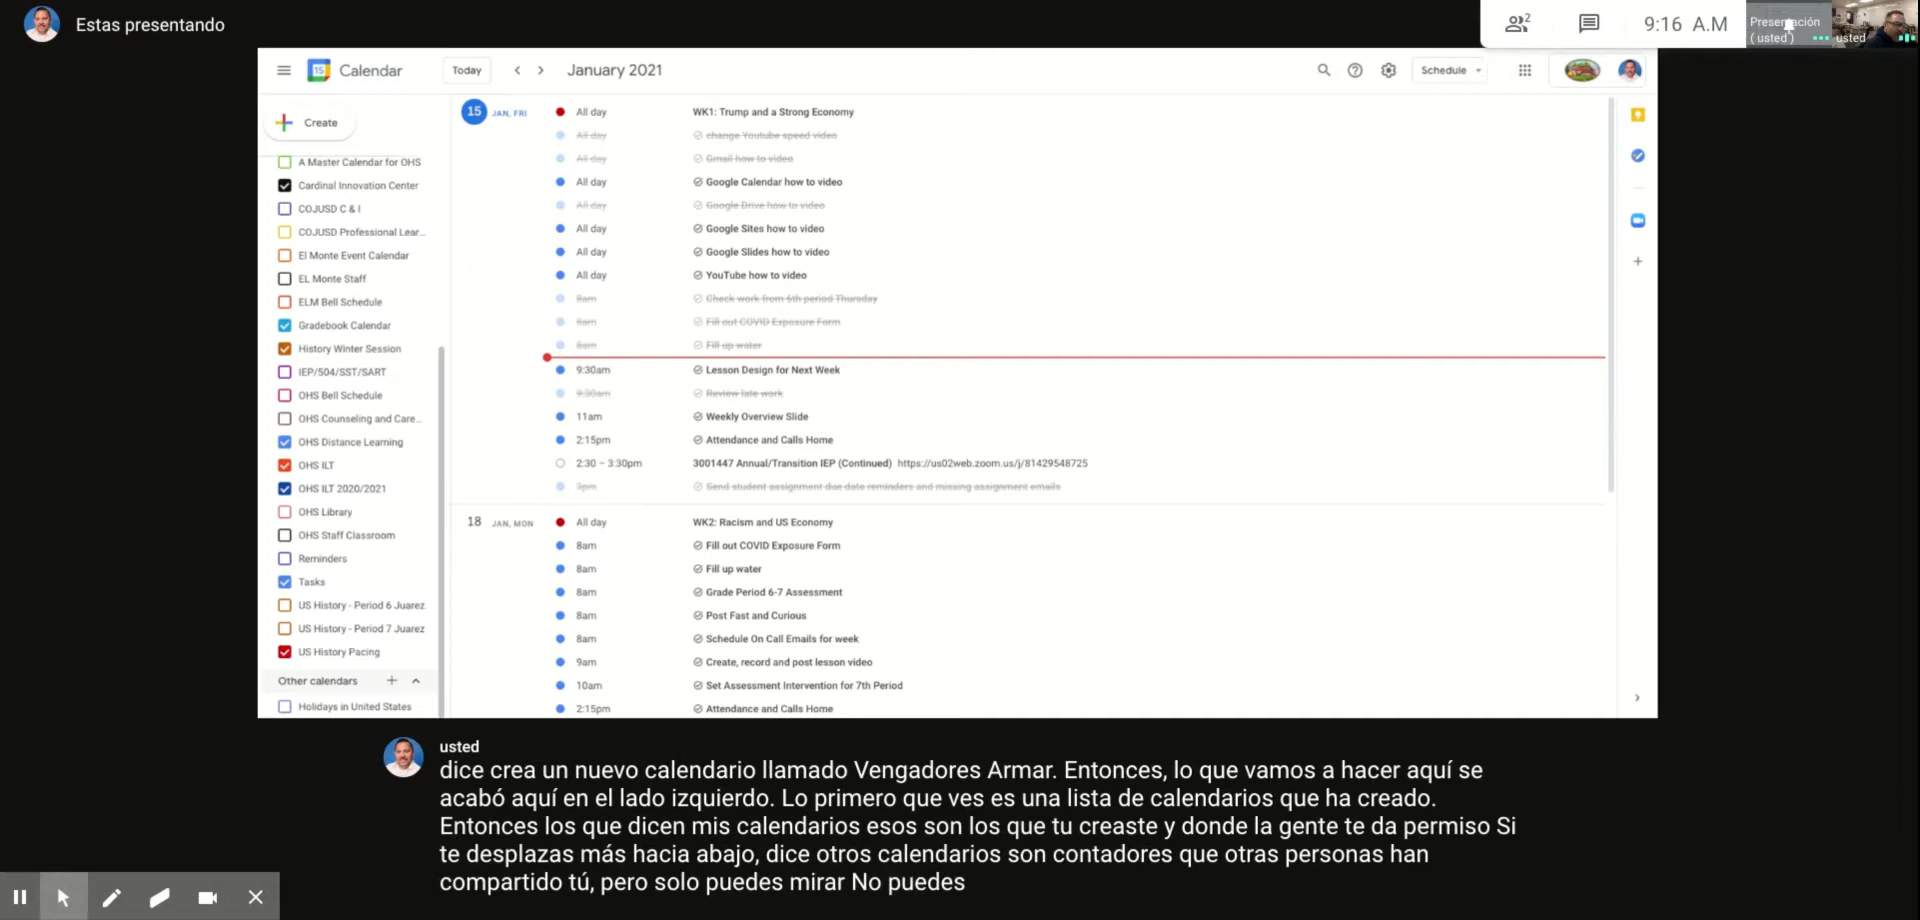 Estas presentando
2
9:16 A.M
Presentación
( usted )
usted
15
Calendar
Today
January 2021
Schedule
Create
A Master Calendar for OHS
Cardinal Innovation Center
COJUSD C & I
COJUSD Professional Lear...
El Monte Event Calendar
EL Monte Staff
ELM Bell Schedule
Gradebook Calendar
History Winter Session
IEP/504/SST/SART
OHS Bell Schedule
OHS Counseling and Care...
OHS Distance Learning
OHS ILT
OHS ILT 2020/2021
OHS Library
OHS Staff Classroom
Reminders
Tasks
US History - Period 6 Juarez
US History - Period 7 Juarez
US History Pacing
Other calendars
Holidays in United States
15 JAN, FRI All day WK1: Trump and a Strong Economy
All day change Youtube speed video
All day Gmail how to video
All day Google Calendar how to video
All day Google Drive how to video
All day Google Sites how to video
All day Google Slides how to video
All day YouTube how to video
8am Check work from 6th period Thursday
8am Fill out COVID Exposure Form
8am Fill up water
9:30am Lesson Design for Next Week
9:30am Review late work
11am Weekly Overview Slide
2:15pm Attendance and Calls Home
2:30 – 3:30pm 3001447 Annual/Transition IEP (Continued) https://us02web.zoom.us/j/81429548725
3pm Send student assignment due date reminders and missing assignment emails
18 JAN, MON All day WK2: Racism and US Economy
8am Fill out COVID Exposure Form
8am Fill up water
8am Grade Period 6-7 Assessment
8am Post Fast and Curious
8am Schedule On Call Emails for week
9am Create, record and post lesson video
10am Set Assessment Intervention for 7th Period
2:15pm Attendance and Calls Home
usted
dice crea un nuevo calendario llamado Vengadores Armar. Entonces, lo que vamos a hacer aquí se
acabó aquí en el lado izquierdo. Lo primero que ves es una lista de calendarios que ha creado.
Entonces los que dicen mis calendarios esos son los que tu creaste y donde la gente te da permiso Si
te desplazas más hacia abajo, dice otros calendarios son contadores que otras personas han
compartido tú, pero solo puedes mirar No puedes